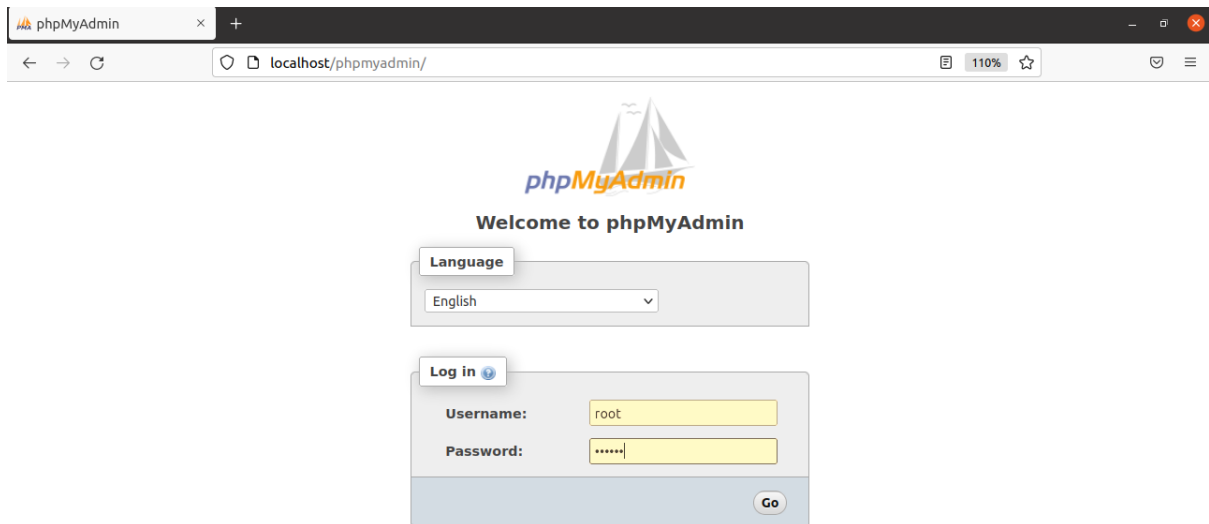 phpMyAdmin
localhost/phpmyadmin/
110%
phpMyAdmin
Welcome to phpMyAdmin
Language
English
Log in
Username:
root
Password:
••••••
Go